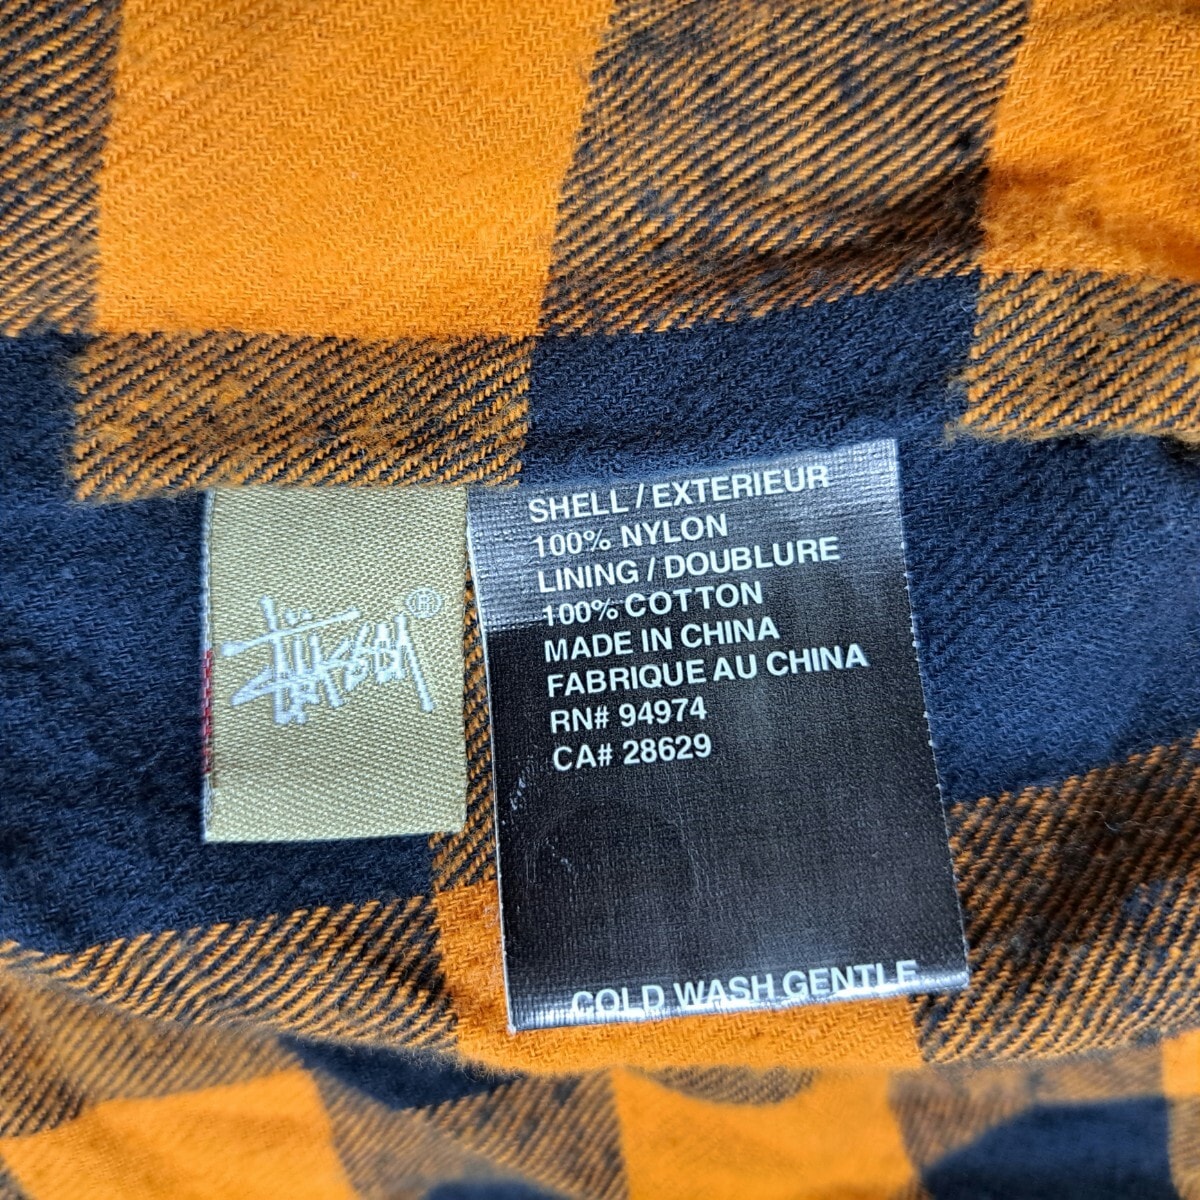 Stüssy ®
SHELL / EXTERIEUR
100% NYLON
LINING / DOUBLURE
100% COTTON
MADE IN CHINA
FABRIQUE AU CHINA
RN# 94974
CA# 28629
COLD WASH GENTLE